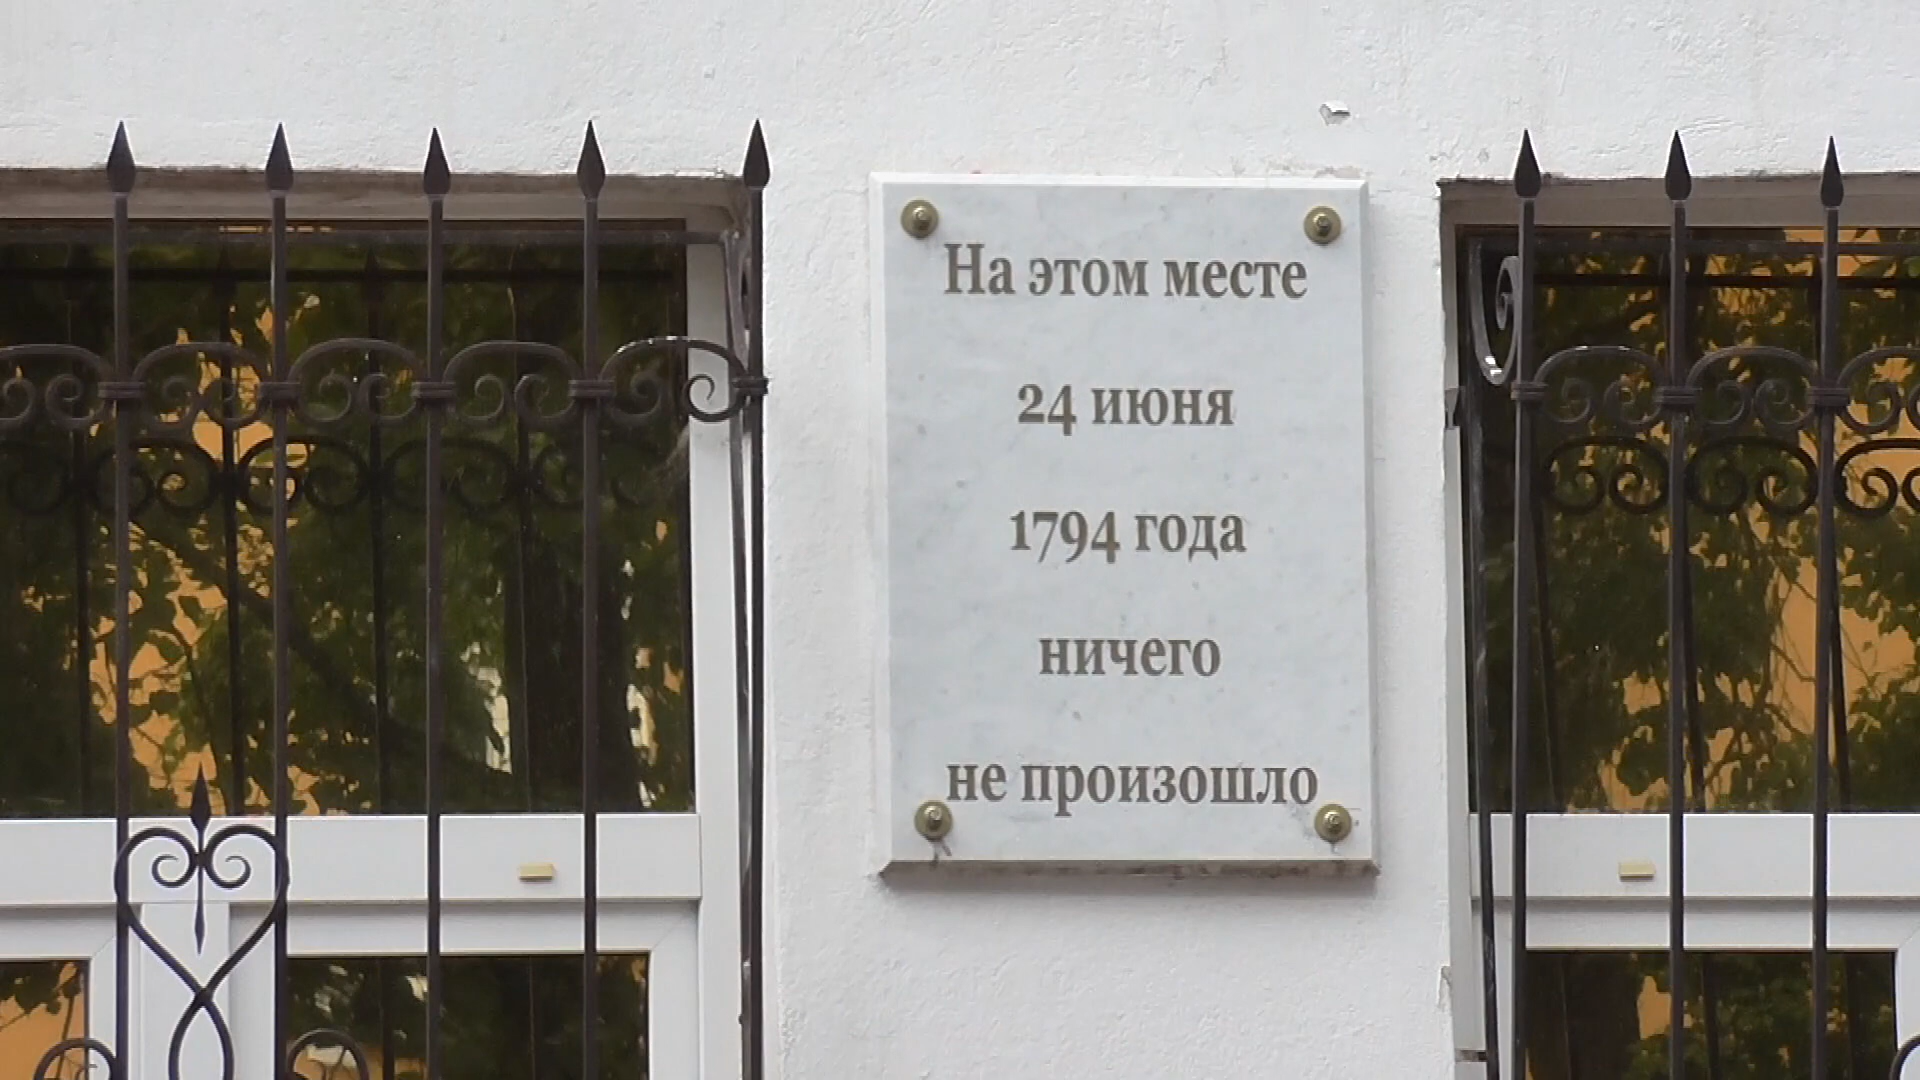 На этом месте
24 июня
1794 года
ничего
не произошло